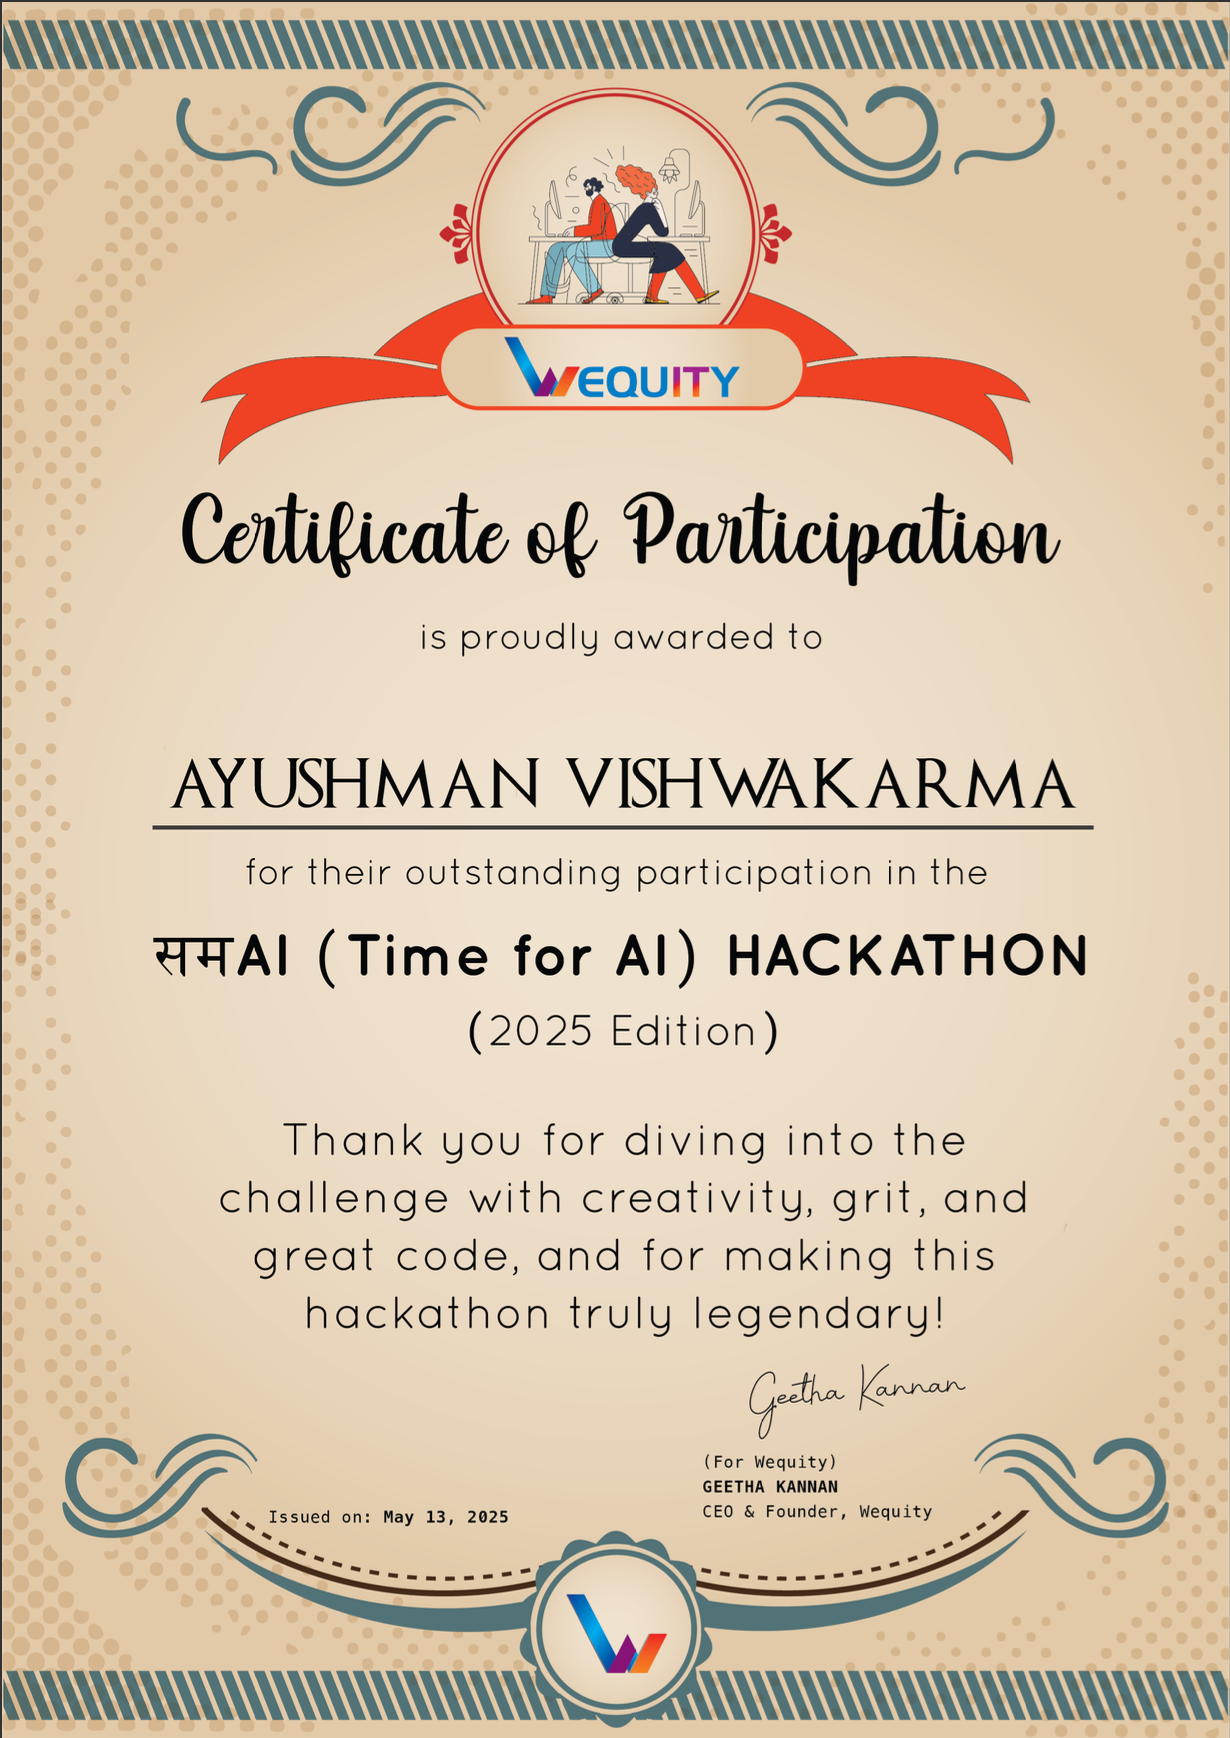 WEQUITY
Certificate of Participation
is proudly awarded to
AYUSHMAN VISHWAKARMA
for their outstanding participation in the
समAI (Time for AI) HACKATHON
(2025 Edition)
Thank you for diving into the
challenge with creativity, grit, and
great code, and for making this
hackathon truly legendary!
Geetha Kannan
(For Wequity)
GEETHA KANNAN
CEO & Founder, Wequity
Issued on: May 13, 2025
W